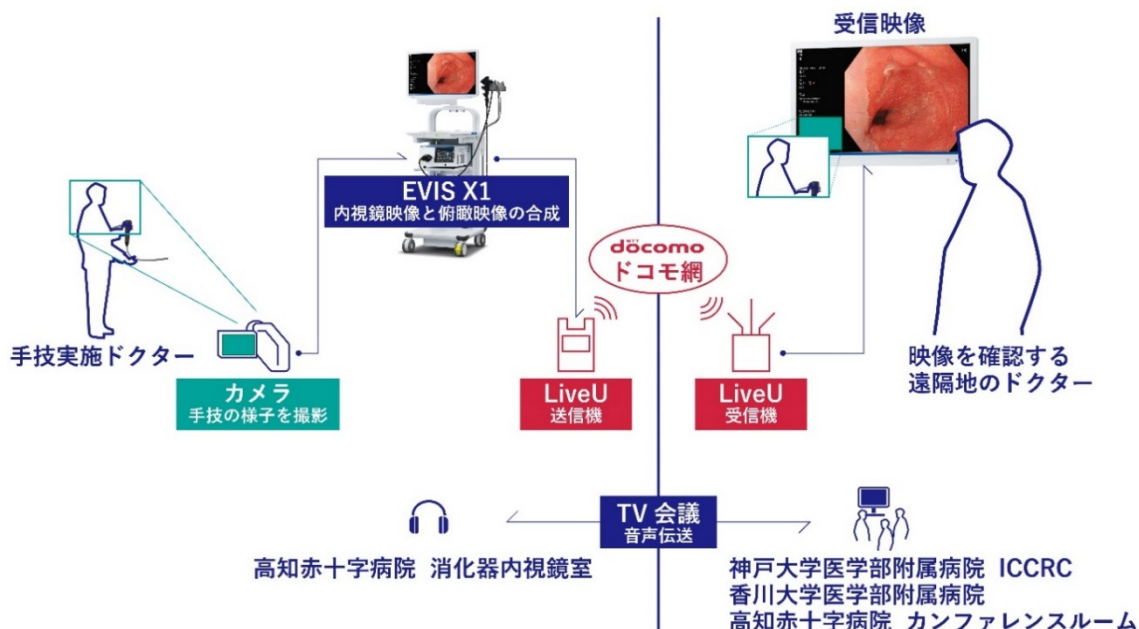 受信映像
EVIS X1
内視鏡映像と俯瞰映像の合成
döcomo
ドコモ網
手技実施ドクター
カメラ
手技の様子を撮影
LiveU
送信機
LiveU
受信機
映像を確認する
遠隔地のドクター
TV 会議
音声伝送
高知赤十字病院 消化器内視鏡室
神戸大学医学部附属病院 ICCRC
香川大学医学部附属病院
高知赤十字病院 カンファレンスルーム